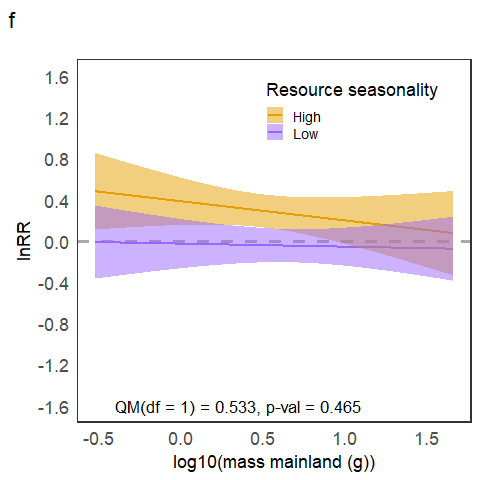 f
Resource seasonality
High
Low
lnRR
1.6
1.2
0.8
0.4
0.0
-0.4
-0.8
-1.2
-1.6
QM(df = 1) = 0.533, p-val = 0.465
-0.5 0.0 0.5 1.0 1.5
log10(mass mainland (g))